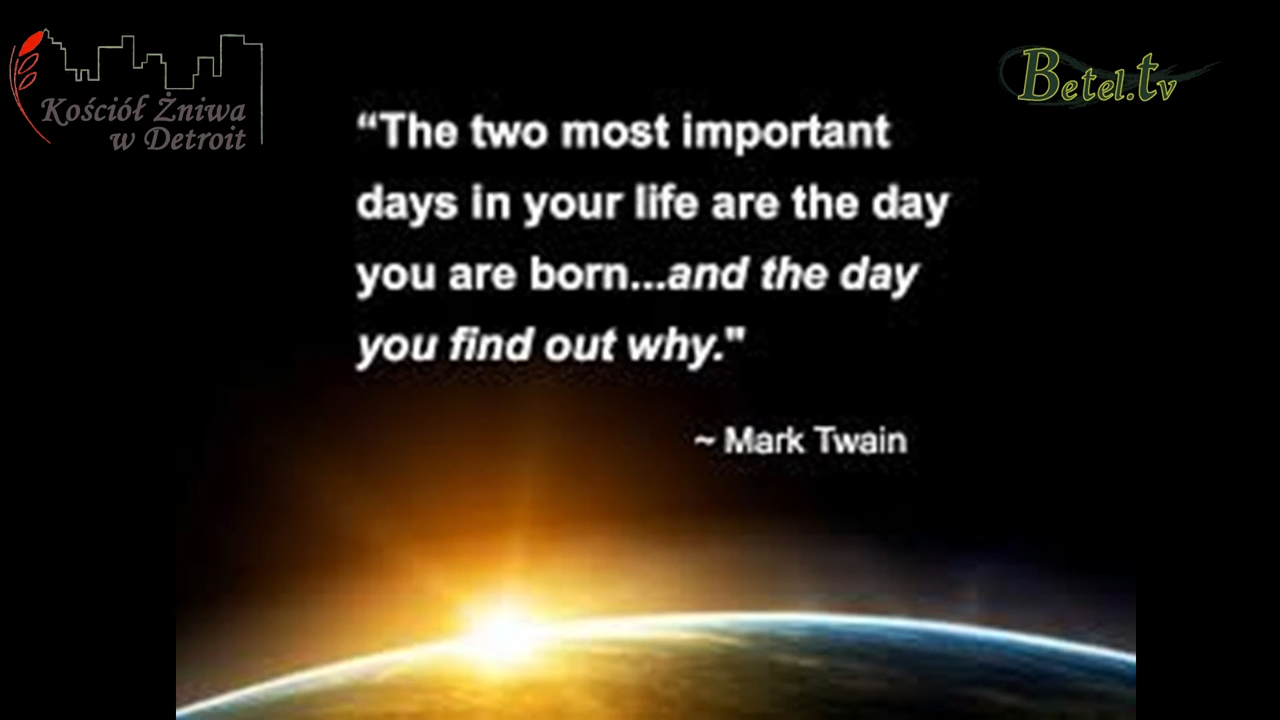 Kościół Żniwa
w Detroit
Betel.tv
“The two most important
days in your life are the day
you are born...and the day
you find out why."
~ Mark Twain